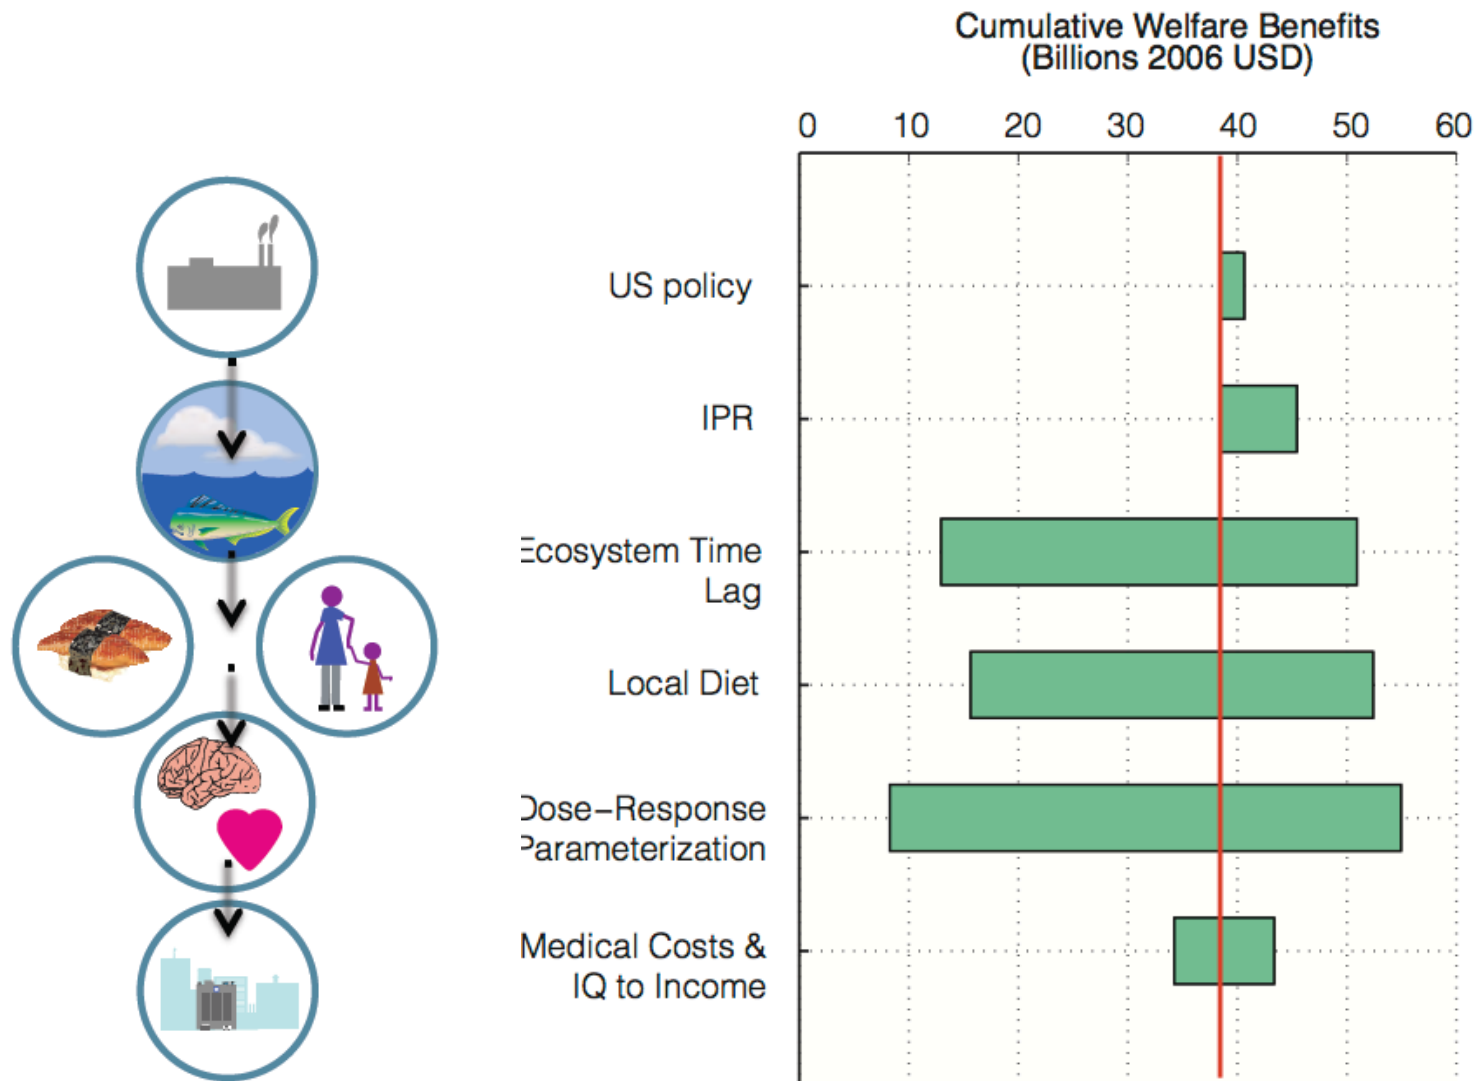 Cumulative Welfare Benefits
(Billions 2006 USD)
0 10 20 30 40 50 60
US policy
IPR
Ecosystem Time
Lag
Local Diet
Dose−Response
Parameterization
Medical Costs &
IQ to Income